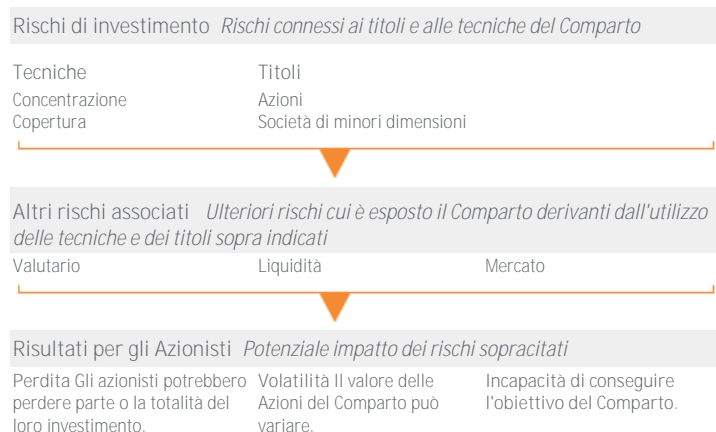 Rischi di investimento Rischi connessi ai titoli e alle tecniche del Comparto
Tecniche Titoli
Concentrazione Azioni
Copertura Società di minori dimensioni
Altri rischi associati Ulteriori rischi cui è esposto il Comparto derivanti dall'utilizzo
delle tecniche e dei titoli sopra indicati
Valutario Liquidità Mercato
Risultati per gli Azionisti Potenziale impatto dei rischi sopracitati
Perdita Gli azionisti potrebbero
perdere parte o la totalità del
loro investimento.
Volatilità Il valore delle
Azioni del Comparto può
variare.
Incapacità di conseguire
l'obiettivo del Comparto.